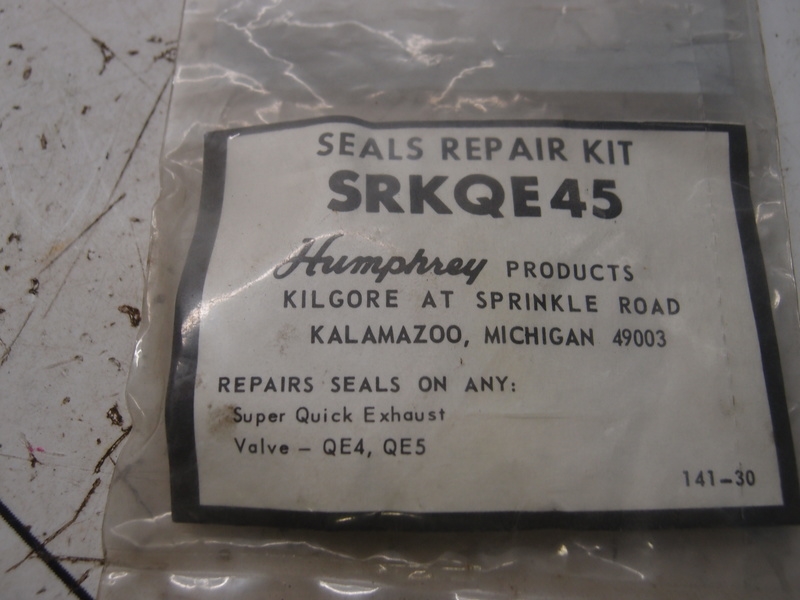 SEALS REPAIR KIT
SRKQE45
Humphrey PRODUCTS
KILGORE AT SPRINKLE ROAD
KALAMAZOO, MICHIGAN 49003
REPAIRS SEALS ON ANY:
Super Quick Exhaust
Valve – QE4, QE5
141–30